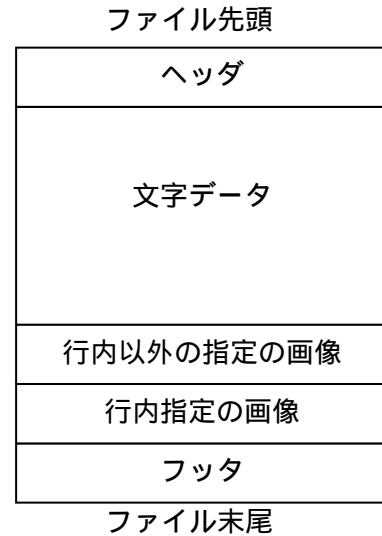 ファイル先頭
ヘッダ
文字データ
行内以外の指定の画像
行内指定の画像
フッタ
ファイル末尾